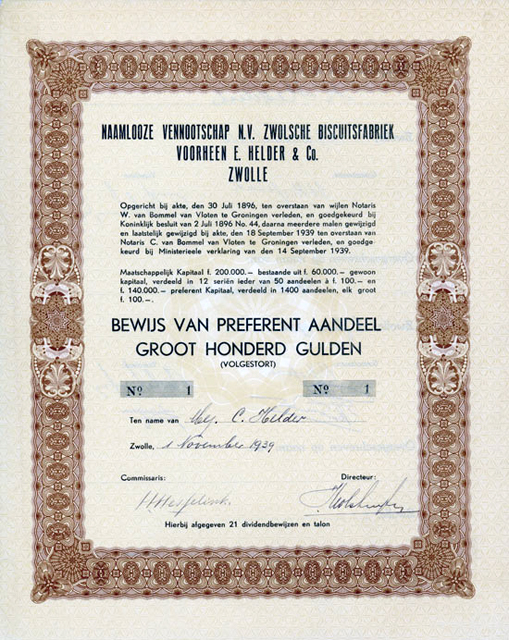 NAAMLOOZE VENNOOTSCHAP N.V. ZWOLSCHE BISCUITSFABRIEK
VOORHEEN E. HELDER & Co.
ZWOLLE
Opgericht bij akte, den 30 Juli 1896, ten overstaan van wijlen Notaris
W. van Bommel van Vloten te Groningen verleden, en goedgekeurd bij
Koninklijk besluit van 2 Juli 1896 No. 44, daarna meerdere malen gewijzigd
en laatstelijk gewijzigd bij akte, den 18 September 1939 ten overstaan van
Notaris C. van Bommel van Vloten te Groningen verleden, en goedge-
keurd bij Ministerieele verklaring van den 14 September 1939.
Maatschappelijk Kapitaal f. 200.000.— bestaande uit f. 60.000.— gewoon
kapitaal, verdeeld in 12 seriën ieder van 50 aandeelen à f. 100.— en
f. 140.000.— preferent Kapitaal, verdeeld in 1400 aandeelen, elk groot
f. 100.—.
BEWIJS VAN PREFERENT AANDEEL
GROOT HONDERD GULDEN
(VOLGESTORT)
No. 1 No. 1
Ten name van Mej. C. Helder
Zwolle, 1 November 1939
Commissaris: Directeur:
Hierbij afgegeven 21 dividendbewijzen en talon